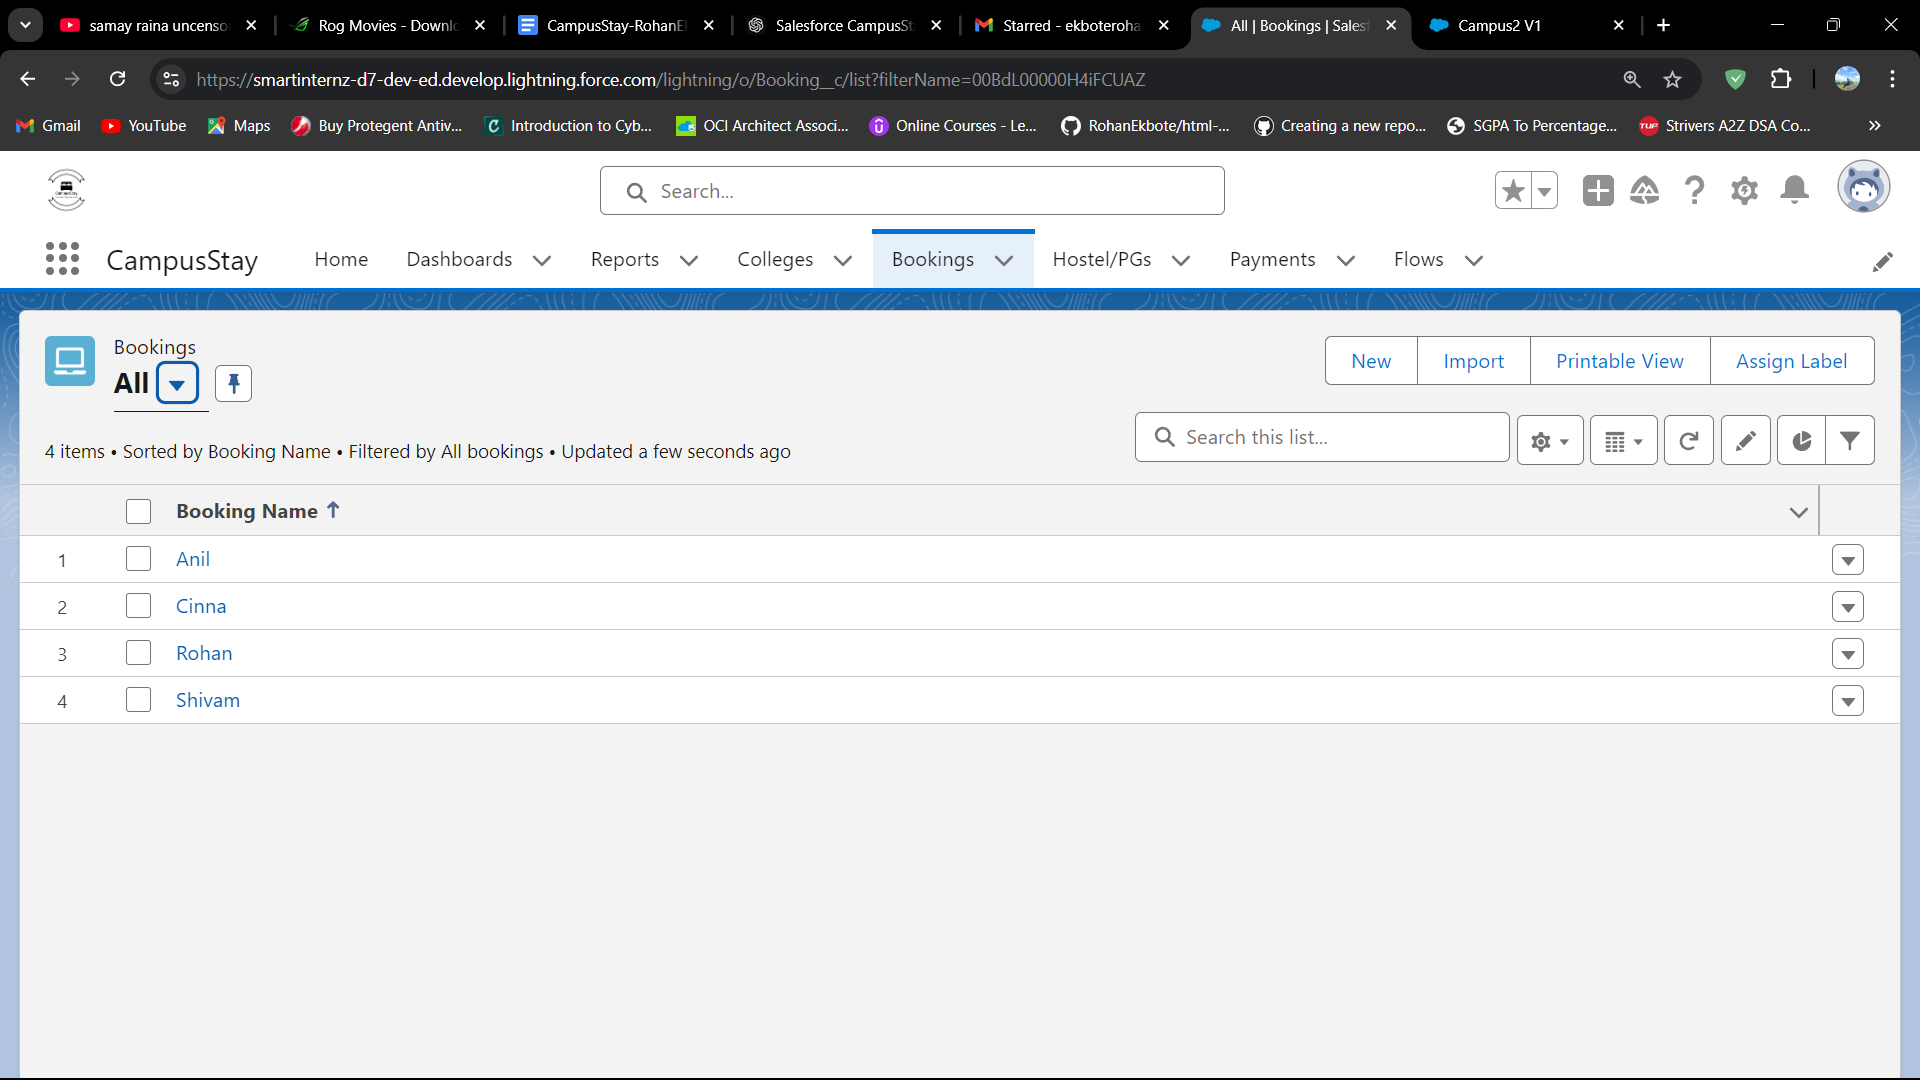 samay raina uncenso
Rog Movies - Downlo
CampusStay-RohanEk
Salesforce CampusSt
Starred - ekboteroha
All | Bookings | Salesf
Campus2 V1
https://smartinternz-d7-dev-ed.develop.lightning.force.com/lightning/o/Booking__c/list?filterName=00BdL00000H4iFCUAZ
Gmail
YouTube
Maps
Buy Protegent Antiv...
Introduction to Cyb...
OCI Architect Associ...
Online Courses - Le...
RohanEkbote/html-...
Creating a new repo...
SGPA To Percentage...
TUF
Strivers A2Z DSA Co...
»
Search...
CampusStay
Home
Dashboards
Reports
Colleges
Bookings
Hostel/PGs
Payments
Flows
Bookings
All
New
Import
Printable View
Assign Label
4 items • Sorted by Booking Name • Filtered by All bookings • Updated a few seconds ago
Search this list...
Booking Name ↑
1 Anil
2 Cinna
3 Rohan
4 Shivam